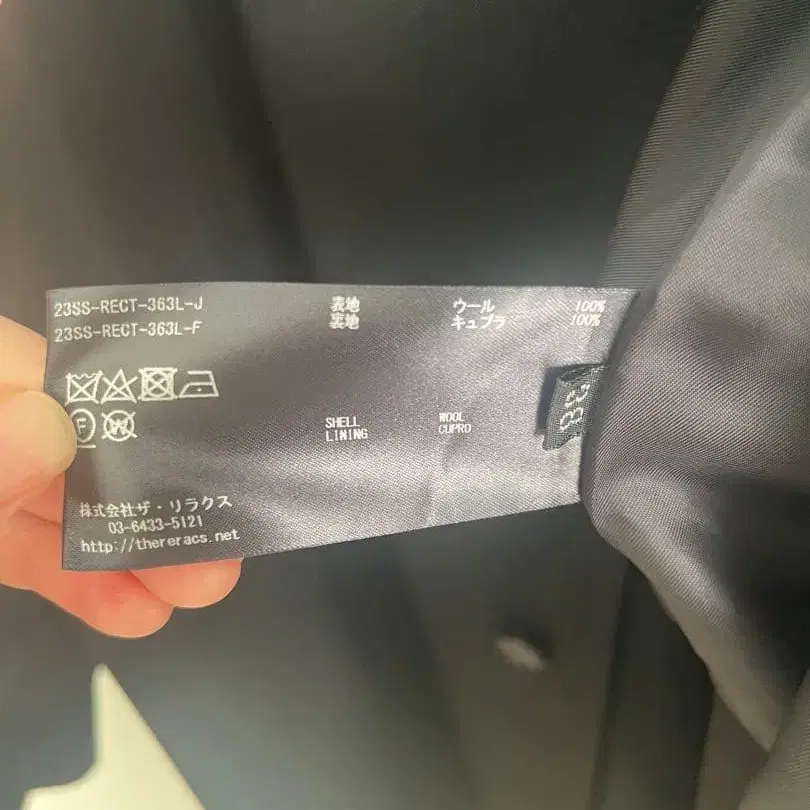 23SS-RECT-363L-J
23SS-RECT-363L-F
表地 ウール 100%
裏地 キュプラ 100%
F W
SHELL WOOL
LINING CUPRO
38
株式会社ザ・リラクス
03-6433-5121
http://thereracs.net